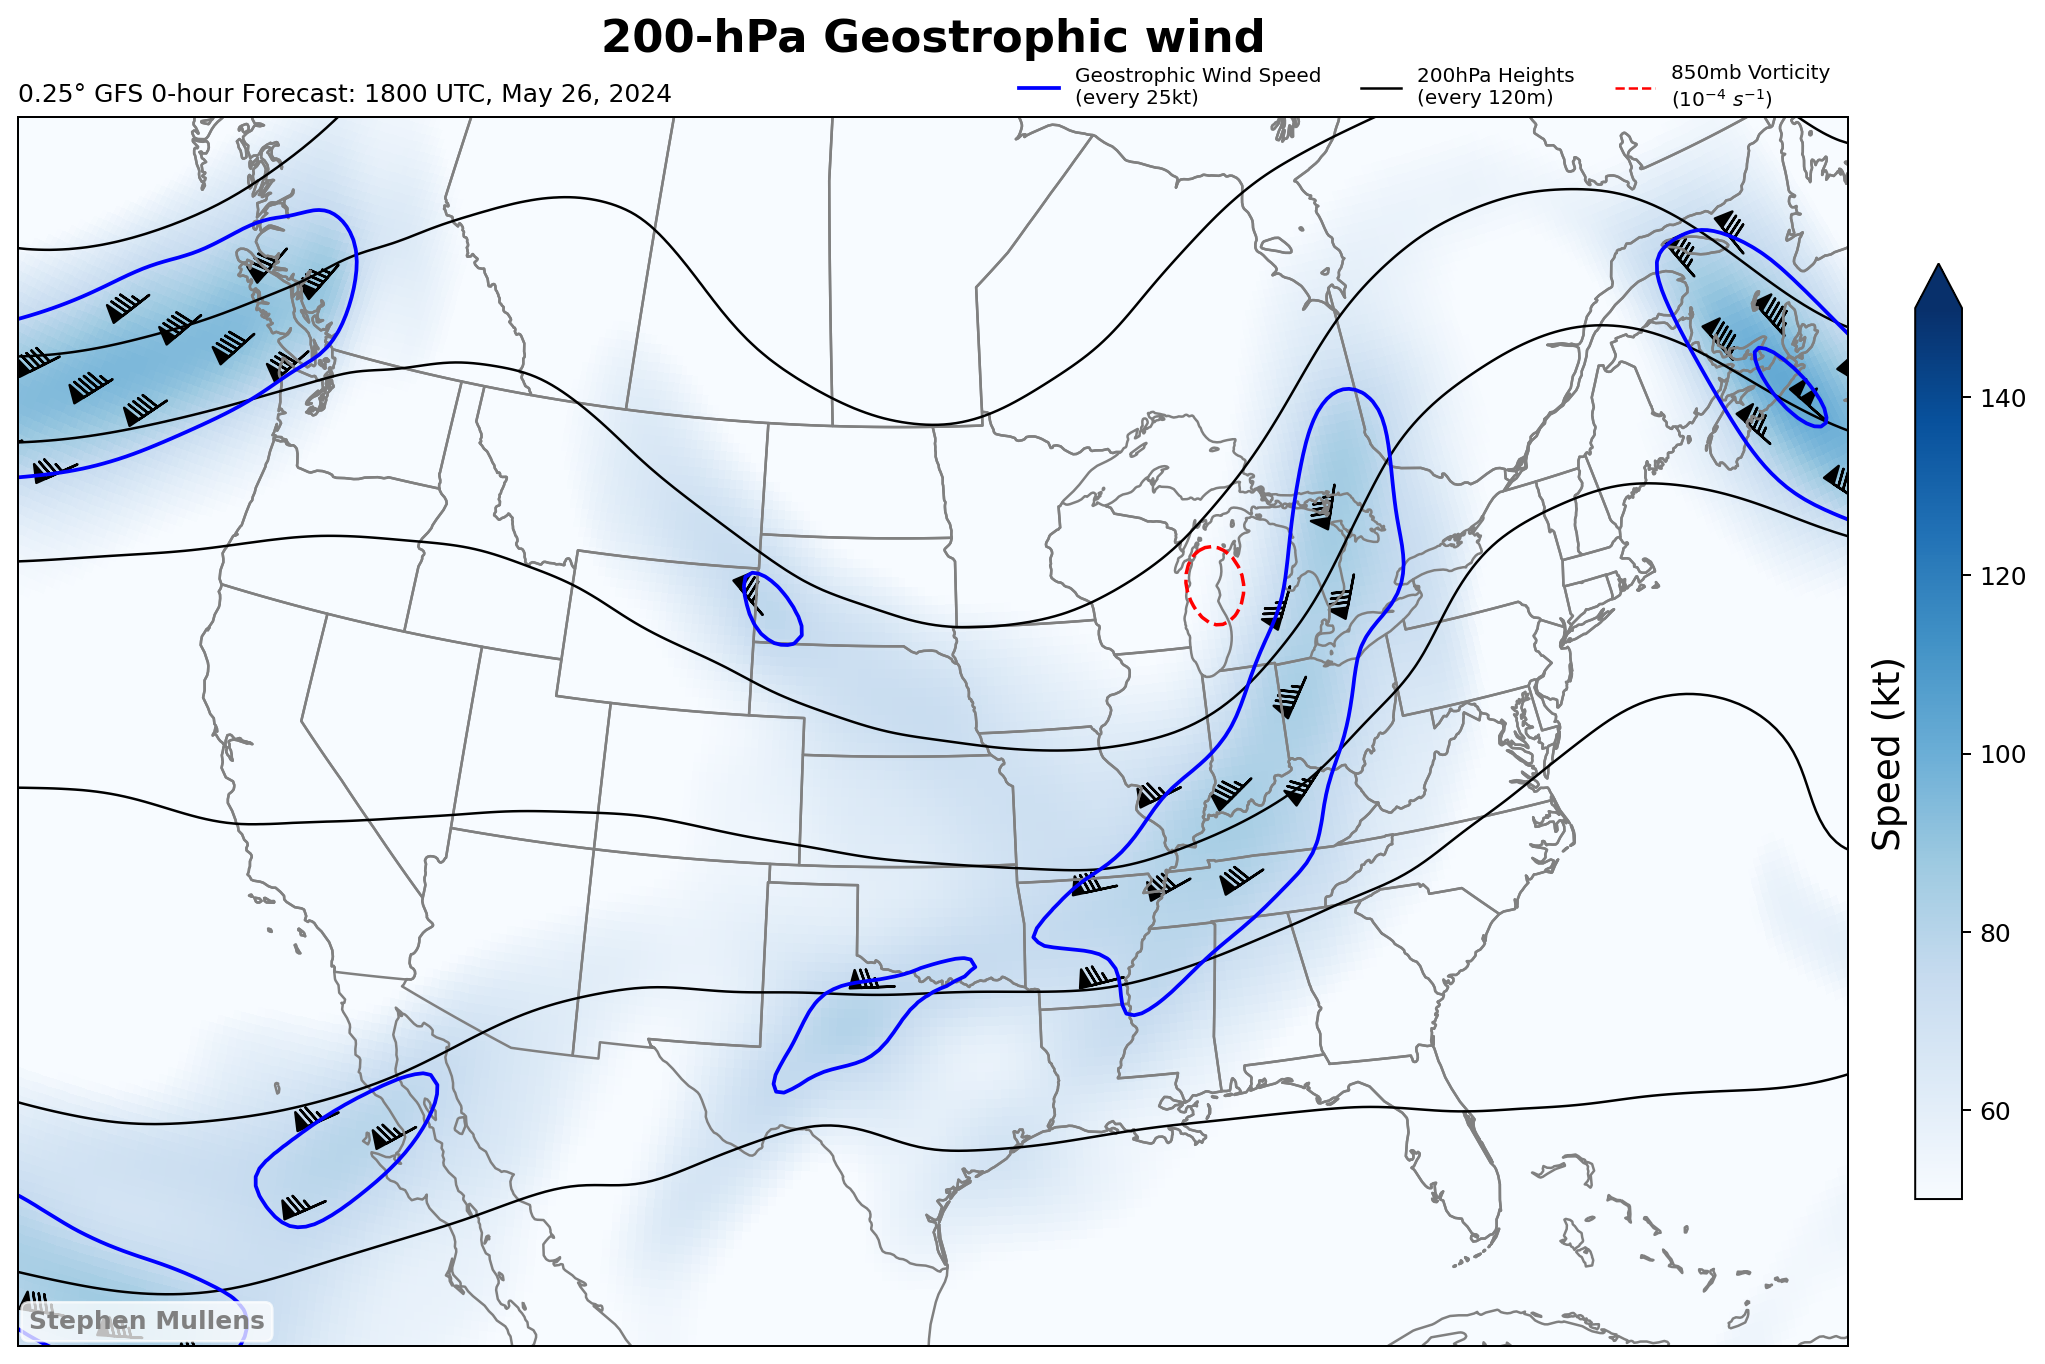 200-hPa Geostrophic wind
0.25° GFS 0-hour Forecast: 1800 UTC, May 26, 2024
Geostrophic Wind Speed
(every 25kt)
200hPa Heights
(every 120m)
850mb Vorticity
(10⁻⁴ s⁻¹)
140
120
100
80
60
Speed (kt)
Stephen Mullens